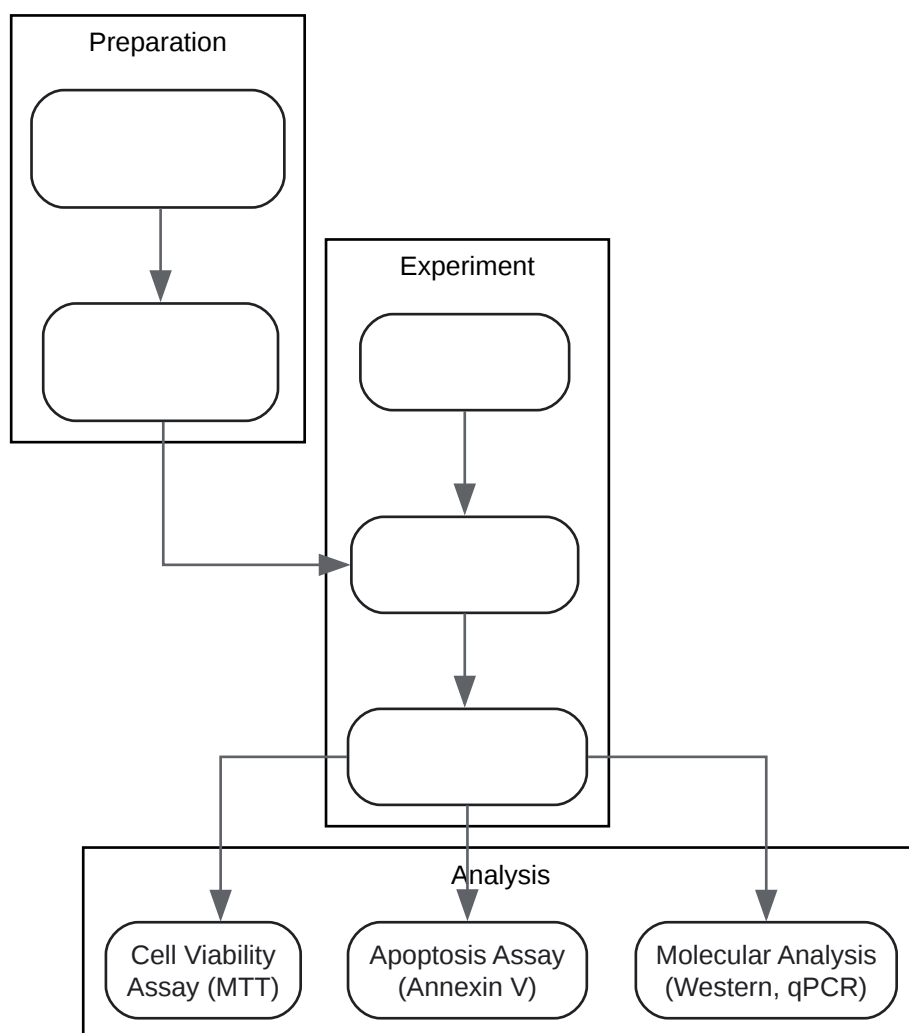 Preparation
Experiment
Analysis
Cell Viability
Assay (MTT)
Apoptosis Assay
(Annexin V)
Molecular Analysis
(Western, qPCR)